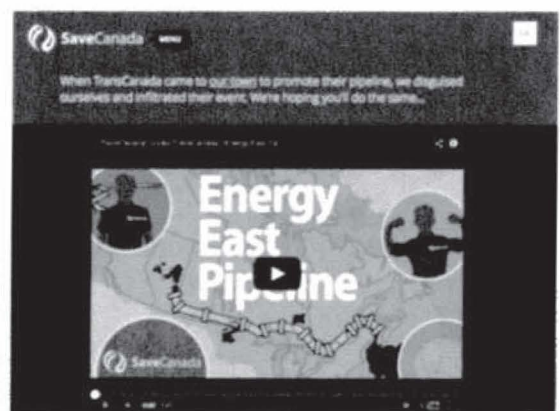 SaveCanada MENU
When TransCanada came to our town to promote their pipeline, we disguised
ourselves and infiltrated their event. We're hoping you'll do the same...
Energy
East
Pipeline
SaveCanada